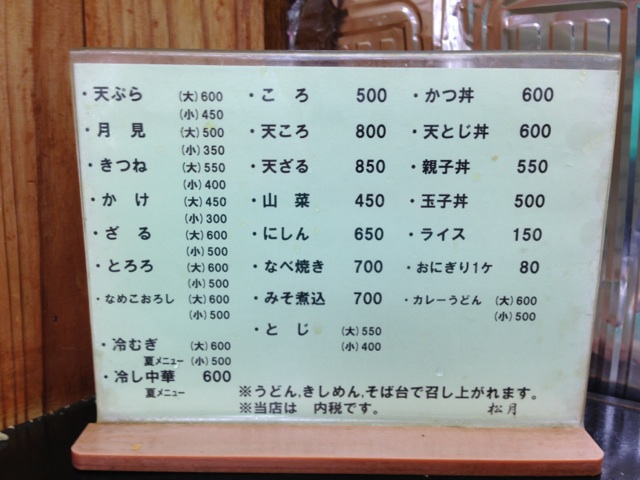 ・天ぷら (大)600
(小)450
・月見 (大)500
(小)350
・きつね (大)550
(小)400
・かけ (大)450
(小)300
・ざる (大)600
(小)500
・とろろ (大)600
(小)500
・なめこおろし (大)600
(小)500
・冷むぎ (大)600
夏メニュー (小)500
・冷し中華 600
夏メニュー
・ころ 500
・天ころ 800
・天ざる 850
・山菜 450
・にしん 650
・なべ焼き 700
・みそ煮込 700
・とじ (大)550
(小)400
・かつ丼 600
・天とじ丼 600
・親子丼 550
・玉子丼 500
・ライス 150
・おにぎり1ケ 80
・カレーうどん (大)600
(小)500
※うどん,きしめん,そば台で召し上がれます。
※当店は 内税です。 松月